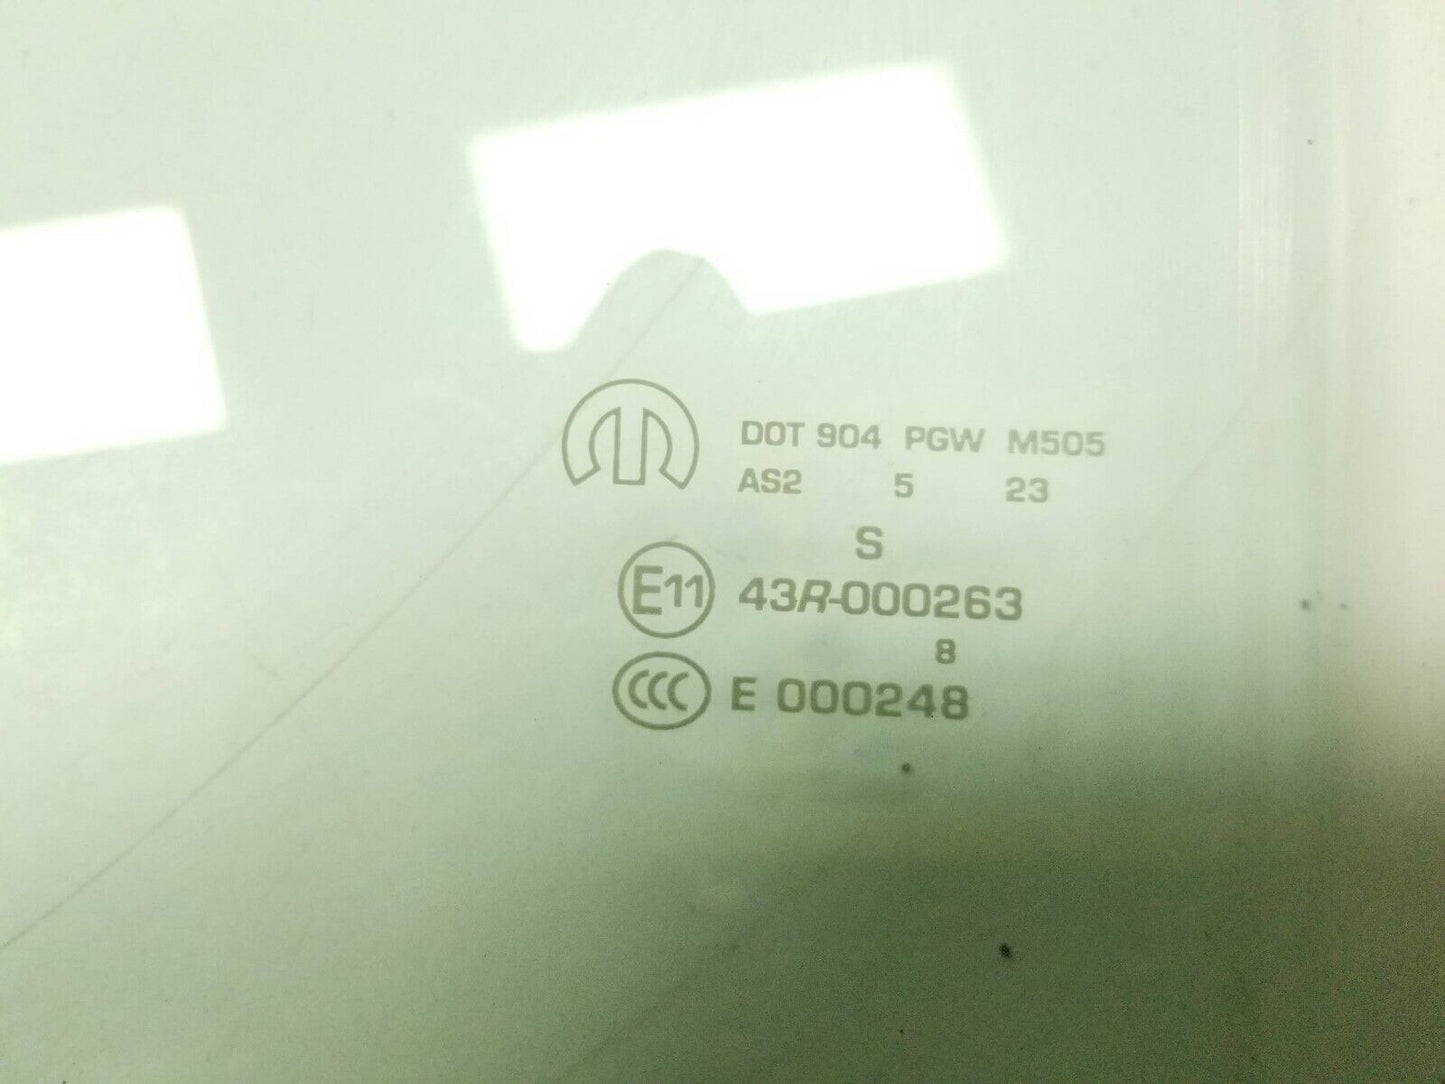 DOT 904 PGW M505
AS2 5 23
S
E11 43R-000263
8
CCC E 000248